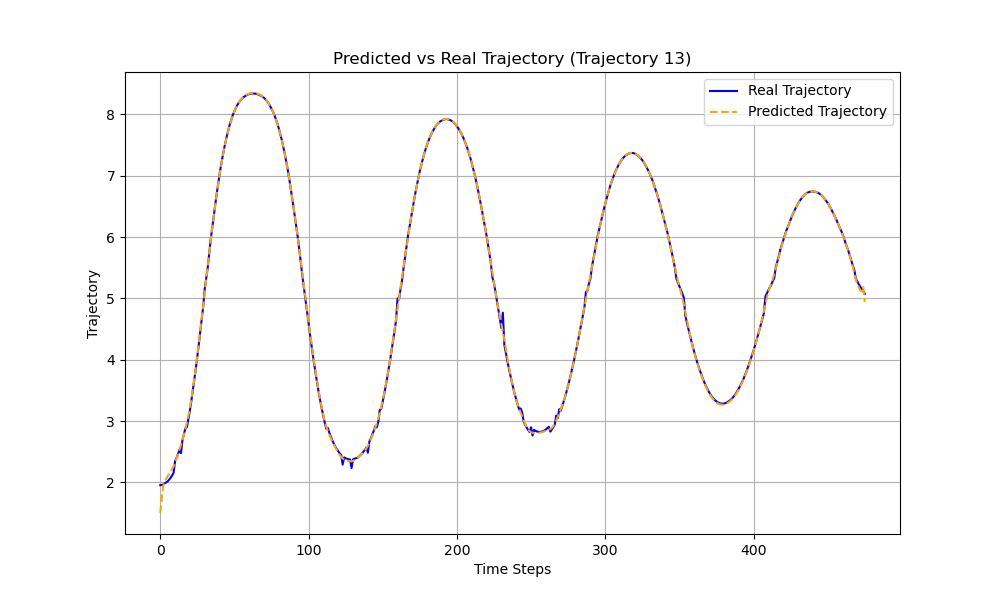 Predicted vs Real Trajectory (Trajectory 13)
Real Trajectory
Predicted Trajectory
8
7
6
5
4
3
2
Trajectory
0 100 200 300 400
Time Steps